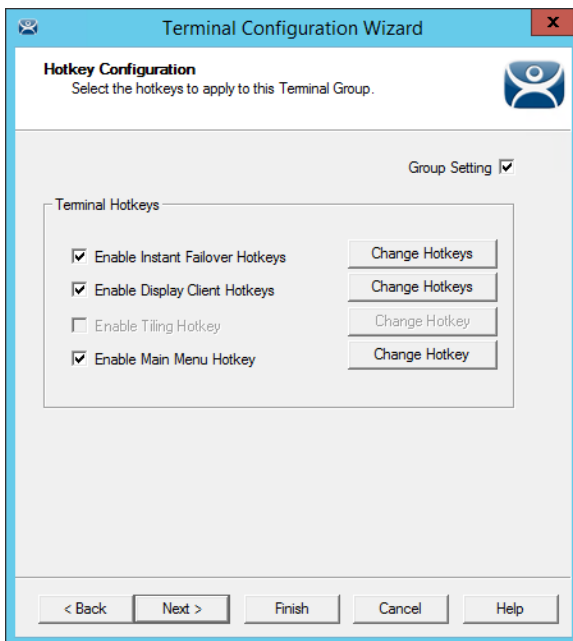 Terminal Configuration Wizard
x
Hotkey Configuration
Select the hotkeys to apply to this Terminal Group.
Group Setting
Terminal Hotkeys
Enable Instant Failover Hotkeys Change Hotkeys
Enable Display Client Hotkeys Change Hotkeys
Enable Tiling Hotkey Change Hotkey
Enable Main Menu Hotkey Change Hotkey
< Back Next > Finish Cancel Help